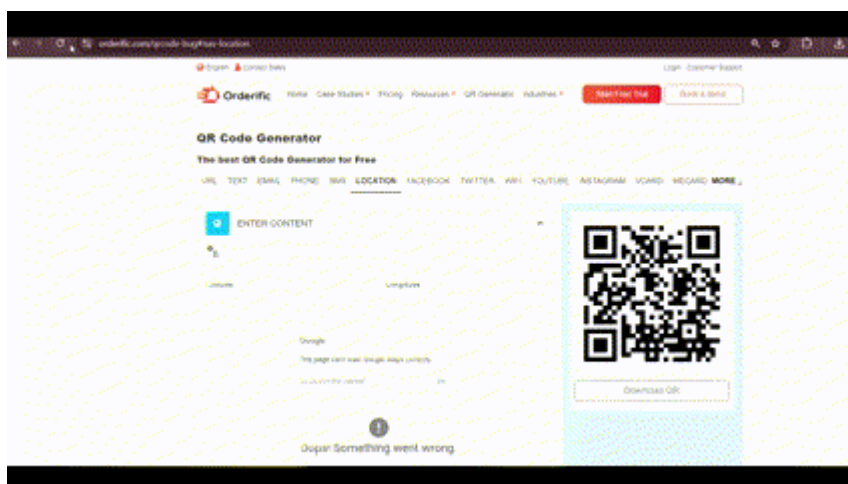 English Contact Sales
Login Customer Support
Orderific Home Case Studies Pricing Resources QR Generator Industries Start Free Trial
QR Code Generator
The best QR Code Generator for Free
URL TEXT EMAIL PHONE SMS LOCATION FACEBOOK TWITTER WIFI YOUTUBE INSTAGRAM VCARD MECARD MORE
ENTER CONTENT
Latitude Longitude
Google
This page can't load Google Maps correctly.
Download QR
Oops! Something went wrong.